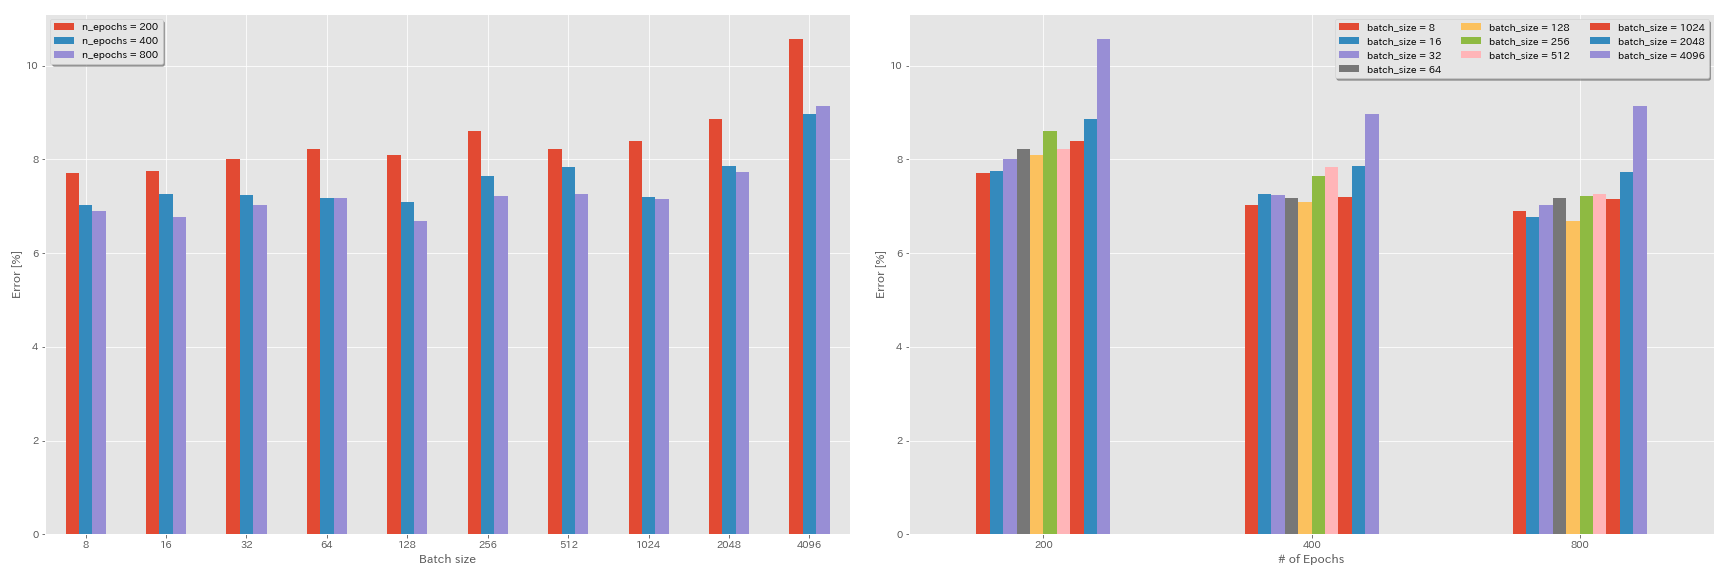 n_epochs = 200
n_epochs = 400
n_epochs = 800
10
8
6
4
2
0
Error [%]
8 16 32 64 128 256 512 1024 2048 4096
Batch size
batch_size = 8 batch_size = 128 batch_size = 1024
batch_size = 16 batch_size = 256 batch_size = 2048
batch_size = 32 batch_size = 512 batch_size = 4096
batch_size = 64
10
8
6
4
2
0
Error [%]
200 400 800
# of Epochs